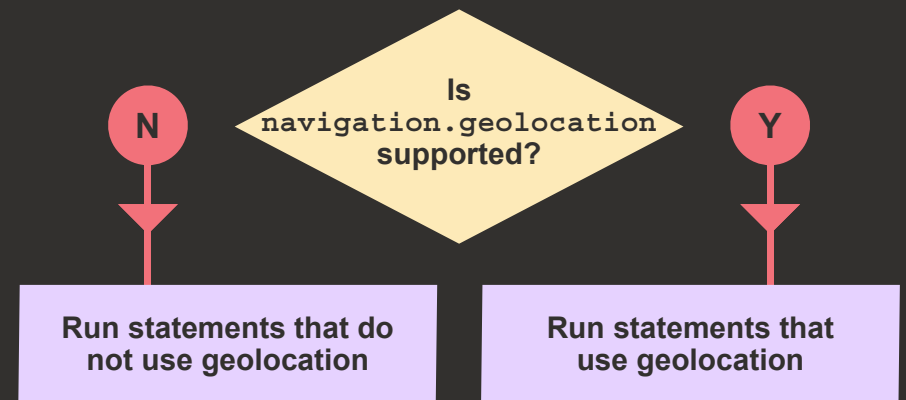 Is
navigation.geolocation
supported?
N
Y
Run statements that do
not use geolocation
Run statements that
use geolocation